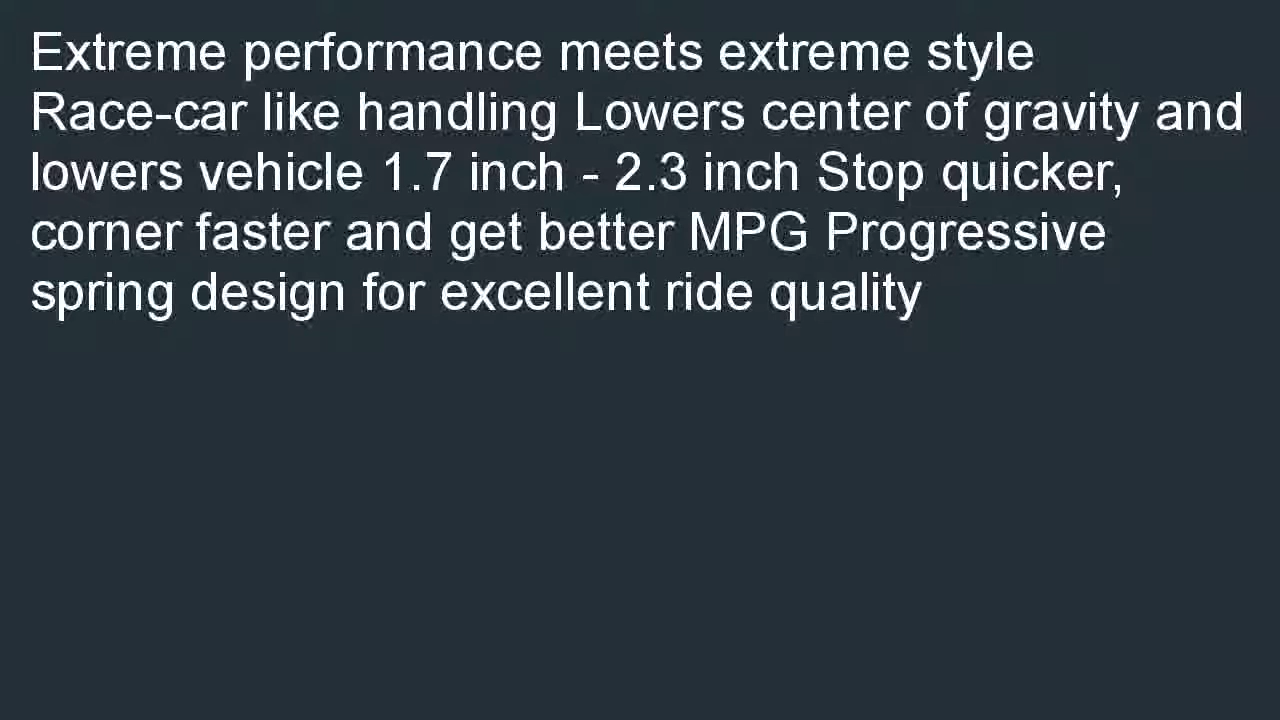 Extreme performance meets extreme style
Race-car like handling Lowers center of gravity and
lowers vehicle 1.7 inch - 2.3 inch Stop quicker,
corner faster and get better MPG Progressive
spring design for excellent ride quality